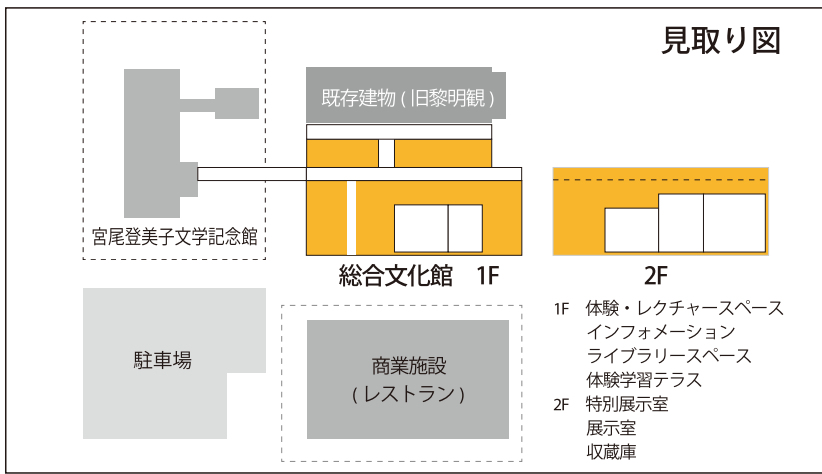 見取り図
既存建物(旧黎明観)
宮尾登美子文学記念館
総合文化館 1F
2F
駐車場
商業施設
(レストラン)
1F 体験・レクチャースペース
インフォメーション
ライブラリースペース
体験学習テラス
2F 特別展示室
展示室
収蔵庫